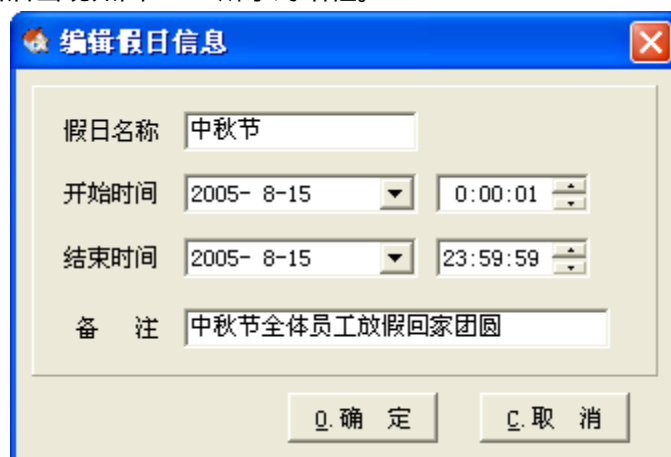 编辑假日信息
假日名称 中秋节
开始时间 2005- 8-15 0:00:01
结束时间 2005- 8-15 23:59:59
备 注 中秋节全体员工放假回家团圆
O.确 定 C.取 消